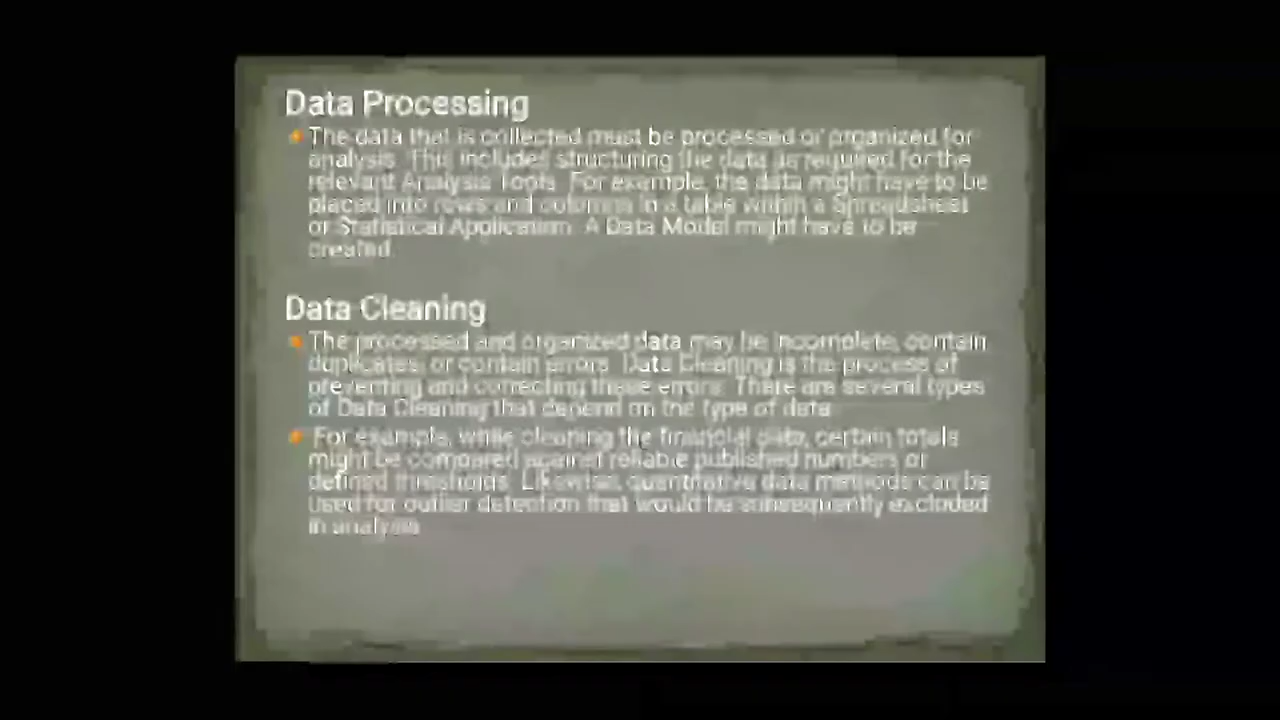 Data Processing
The data that is collected must be processed or organized for
analysis. This includes structuring the data as required for the
relevant Analysis Tools. For example, the data might have to be
placed into rows and columns in a table within a Spreadsheet
or Statistical Application. A Data Model might have to be
created.
Data Cleaning
The processed and organized data may be incomplete, contain
duplicates, or contain errors. Data Cleaning is the process of
preventing and correcting these errors. There are several types
of Data Cleaning that depend on the type of data.
For example, while cleaning the financial data, certain totals
might be compared against reliable published numbers or
defined thresholds. Likewise, quantitative data methods can be
used for outlier detection that would be subsequently excluded
in analysis.